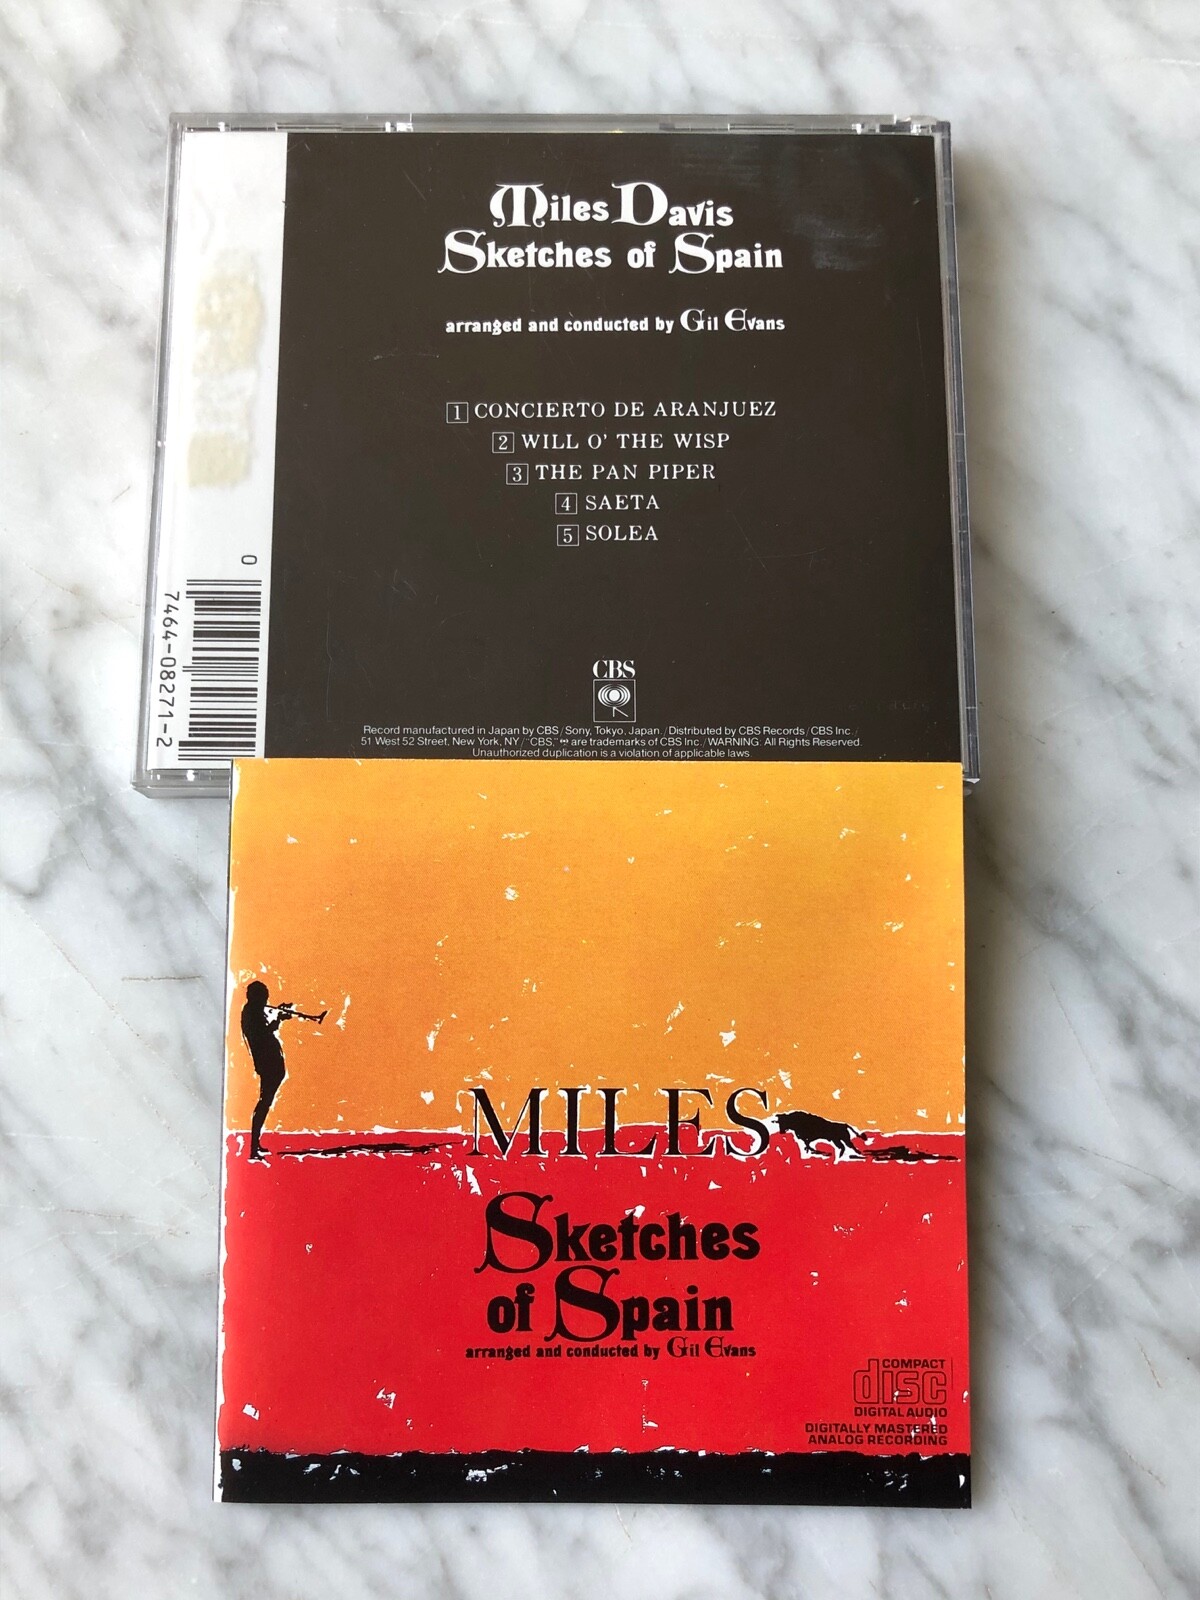 Miles Davis
Sketches of Spain
arranged and conducted by Gil Evans
1 CONCIERTO DE ARANJUEZ
2 WILL O' THE WISP
3 THE PAN PIPER
4 SAETA
5 SOLEA
0
7464-08271-2
CBS
Record manufactured in Japan by CBS/Sony, Tokyo, Japan./Distributed by CBS Records/CBS Inc./
51 West 52 Street, New York, NY/"CBS," are trademarks of CBS Inc./WARNING: All Rights Reserved.
Unauthorized duplication is a violation of applicable laws.
MILES
Sketches
of Spain
arranged and conducted by Gil Evans
COMPACT
disc
DIGITAL AUDIO
DIGITALLY MASTERED
ANALOG RECORDING